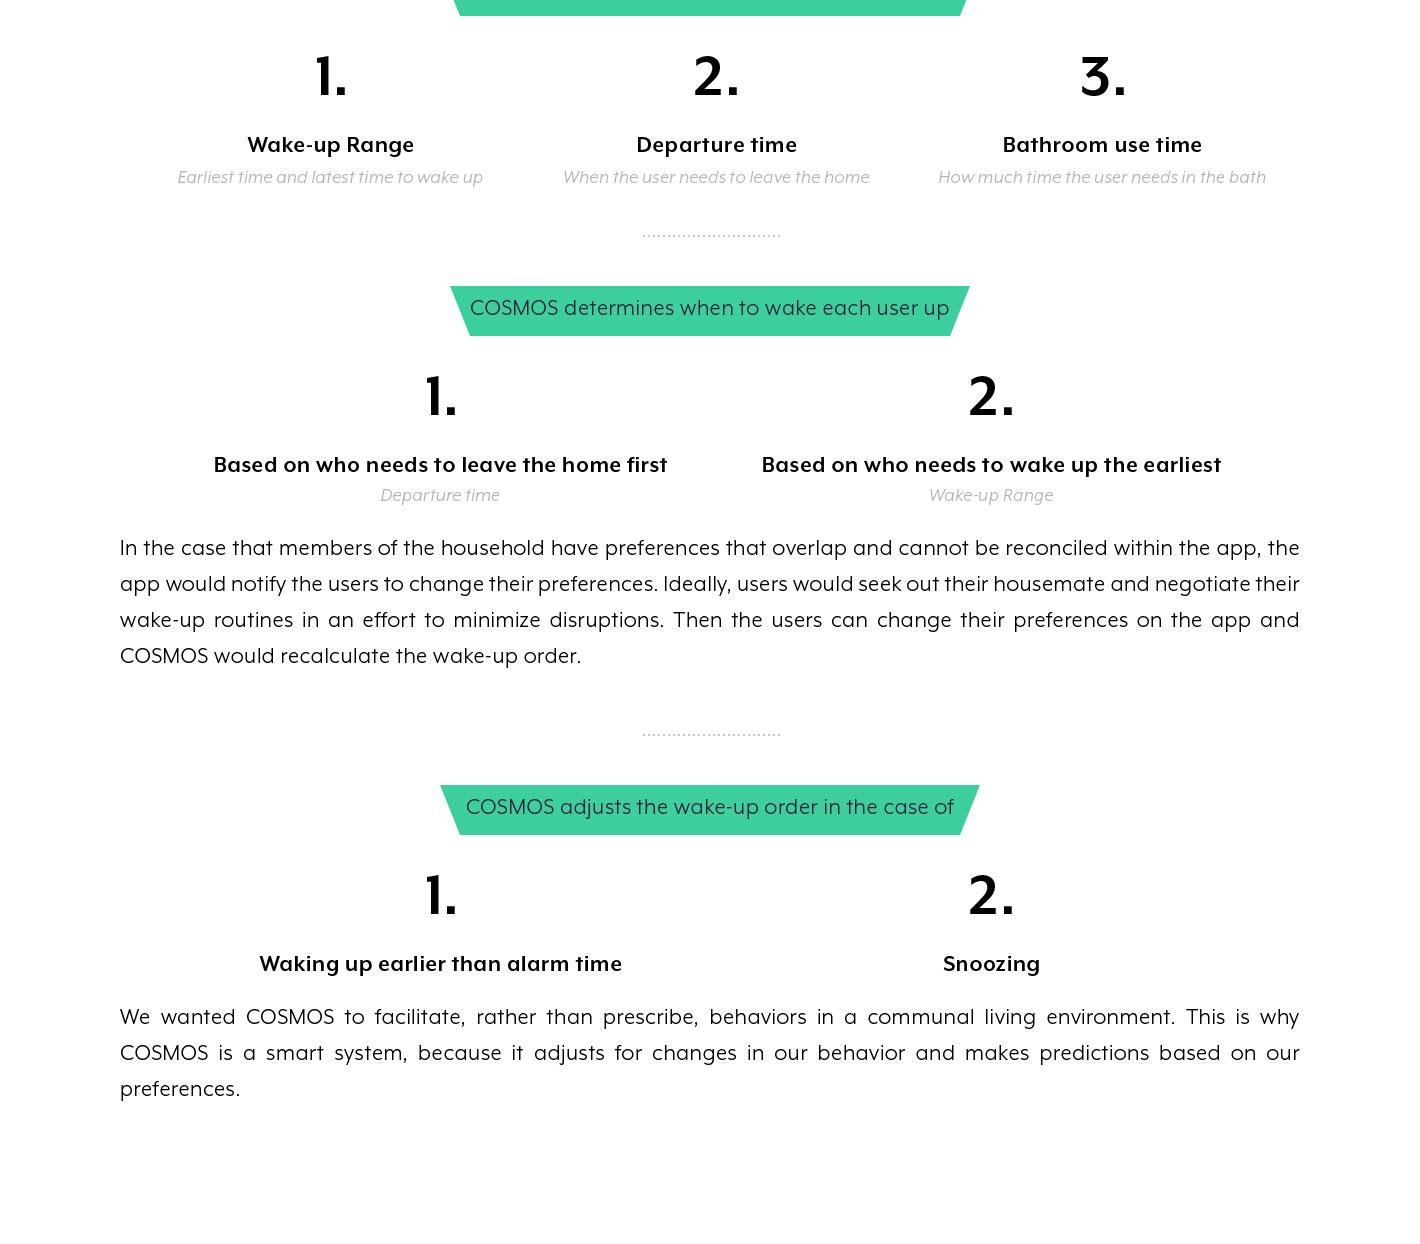 1.
2.
3.
Wake-up Range
Departure time
Bathroom use time
Earliest time and latest time to wake up
When the user needs to leave the home
How much time the user needs in the bath
COSMOS determines when to wake each user up
1.
2.
Based on who needs to leave the home first
Based on who needs to wake up the earliest
Departure time
Wake-up Range
In the case that members of the household have preferences that overlap and cannot be reconciled within the app, the
app would notify the users to change their preferences. Ideally, users would seek out their housemate and negotiate their
wake-up routines in an effort to minimize disruptions. Then the users can change their preferences on the app and
COSMOS would recalculate the wake-up order.
COSMOS adjusts the wake-up order in the case of
1.
2.
Waking up earlier than alarm time
Snoozing
We wanted COSMOS to facilitate, rather than prescribe, behaviors in a communal living environment. This is why
COSMOS is a smart system, because it adjusts for changes in our behavior and makes predictions based on our
preferences.